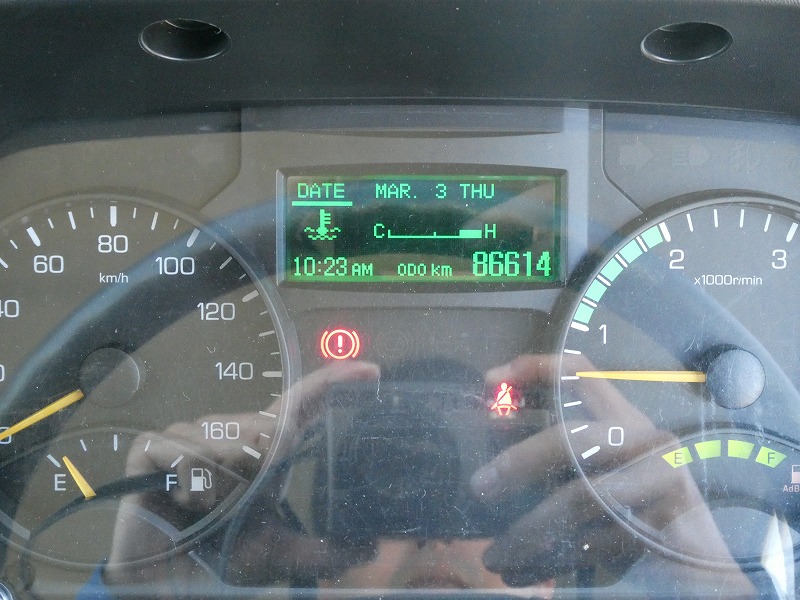 DATE MAR. 3 THU
C H
10:23 AM ODO km 86614
60 80 100 120 140 160
km/h
E F
0 1 2 3
x1000r/min
E F